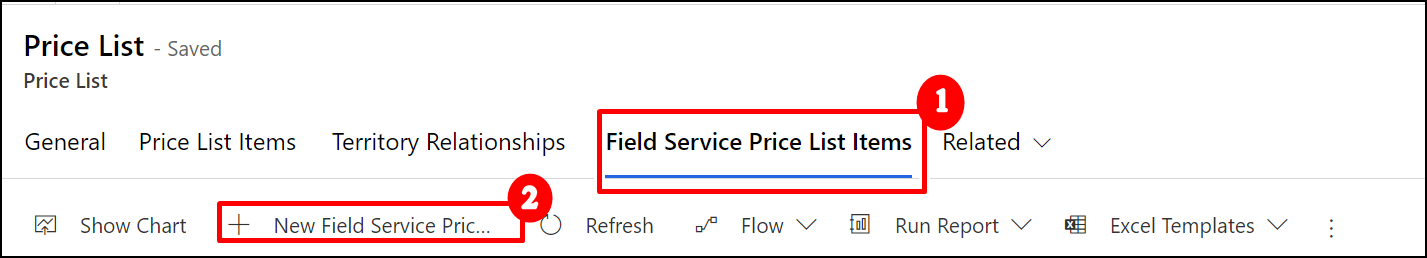 Price List - Saved
Price List
1
General Price List Items Territory Relationships Field Service Price List Items Related
2
Show Chart New Field Service Pric... Refresh Flow Run Report Excel Templates